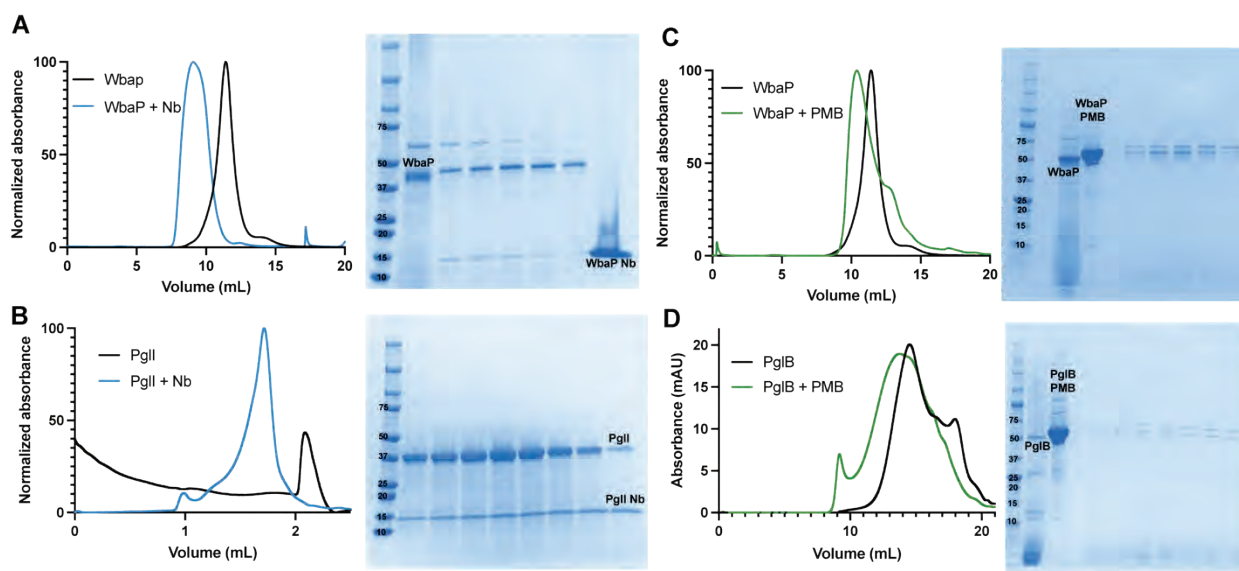 A
Normalized absorbance
100
50
0
0
10
20
Volume (mL)
Wbap
WbaP + Nb
75
50
37
25
20
15
10
WbaP
WbaP Nb
B
Normalized absorbance
100
50
0
0
1
2
Volume (mL)
PglI
PglI + Nb
75
50
37
25
20
15
10
PglI
PglI Nb
C
Normalized absorbance
100
50
0
0
10
20
Volume (mL)
WbaP
WbaP + PMB
75
50
37
25
20
15
10
WbaP
WbaP
PMB
D
Absorbance (mAU)
20
15
10
5
0
0
10
20
Volume (mL)
PglB
PglB + PMB
75
50
37
25
20
15
10
PglB
PglB
PMB